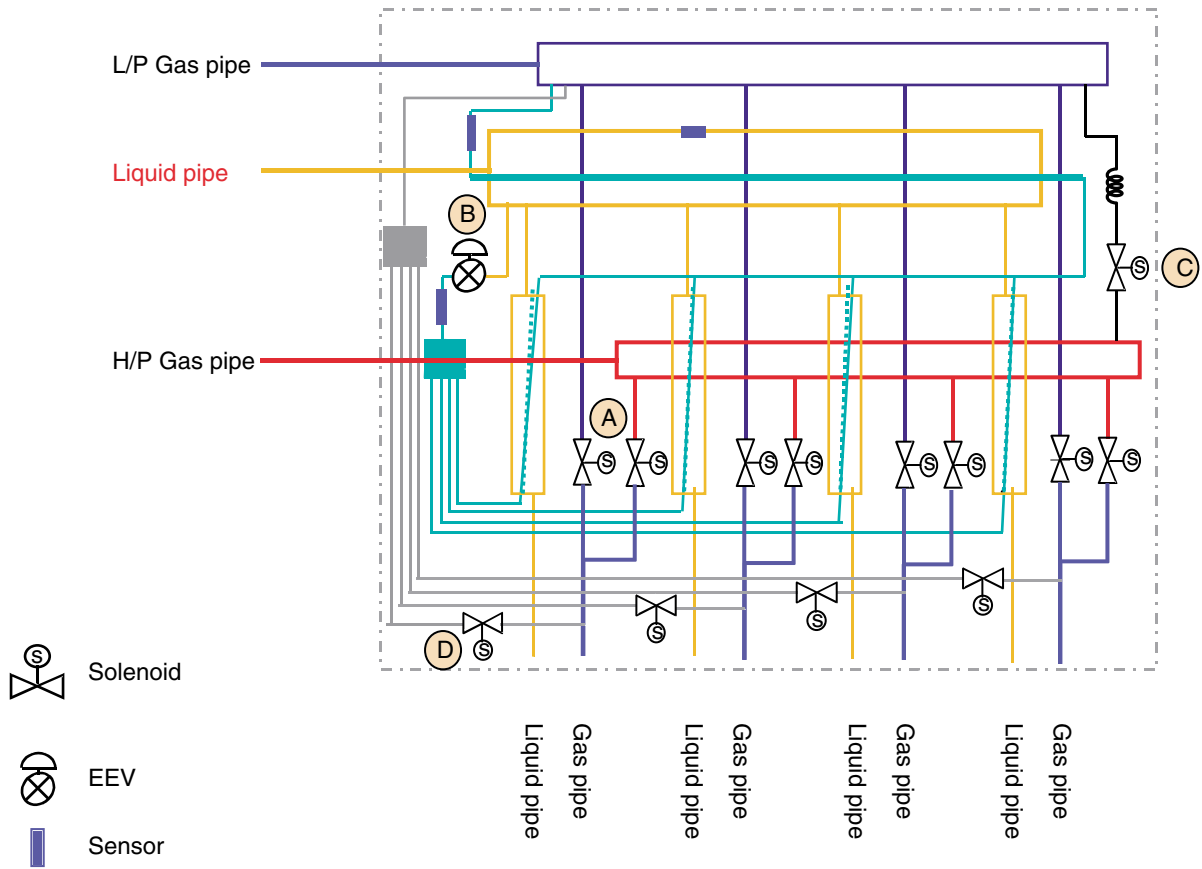 L/P Gas pipe
Liquid pipe
B
C
S
H/P Gas pipe
A
S
S
S
S
S
S
S
S
S
S
S
D
S
S
Solenoid
EEV
Sensor
Liquid pipe
Gas pipe
Liquid pipe
Gas pipe
Liquid pipe
Gas pipe
Liquid pipe
Gas pipe